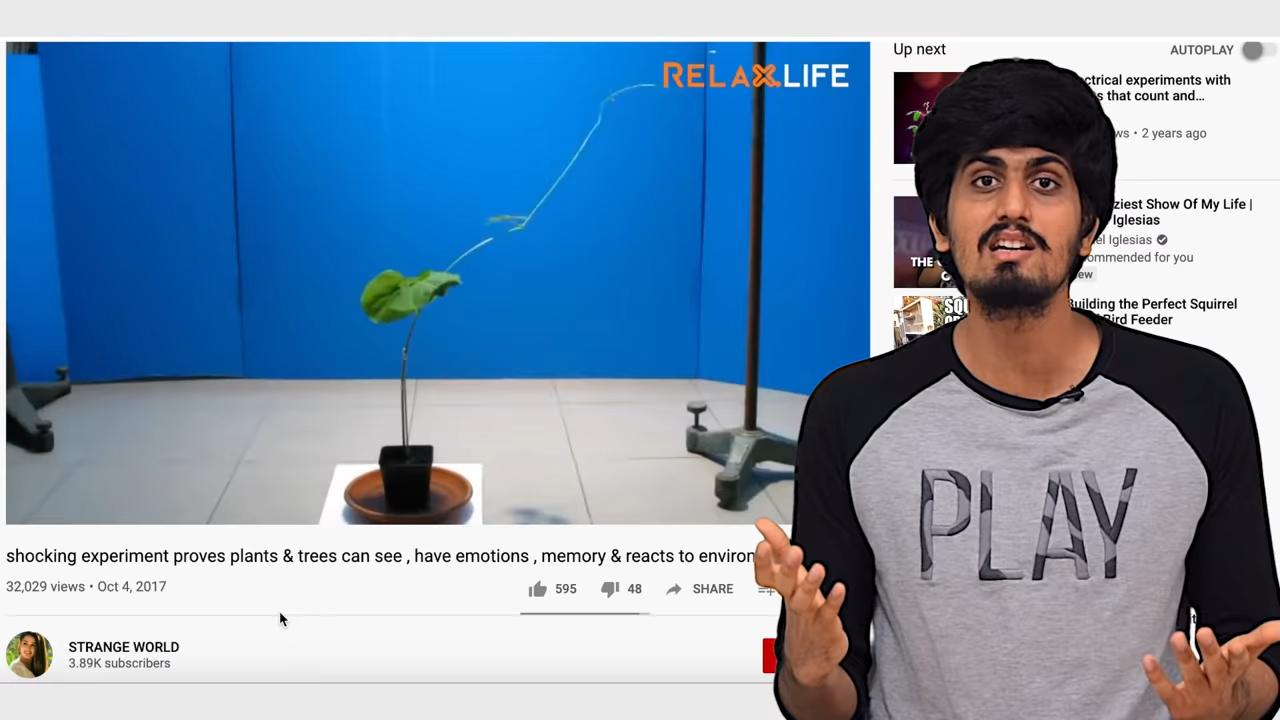 RELAXLIFE
Up next
AUTOPLAY
ctrical experiments with
s that count and...
ws • 2 years ago
ziest Show Of My Life |
Iglesias
el Iglesias
ommended for you
ew
THE
SQU
Building the Perfect Squirrel
Bird Feeder
PLAY
shocking experiment proves plants & trees can see , have emotions , memory & reacts to environ
32,029 views • Oct 4, 2017
595
48
SHARE
STRANGE WORLD
3.89K subscribers